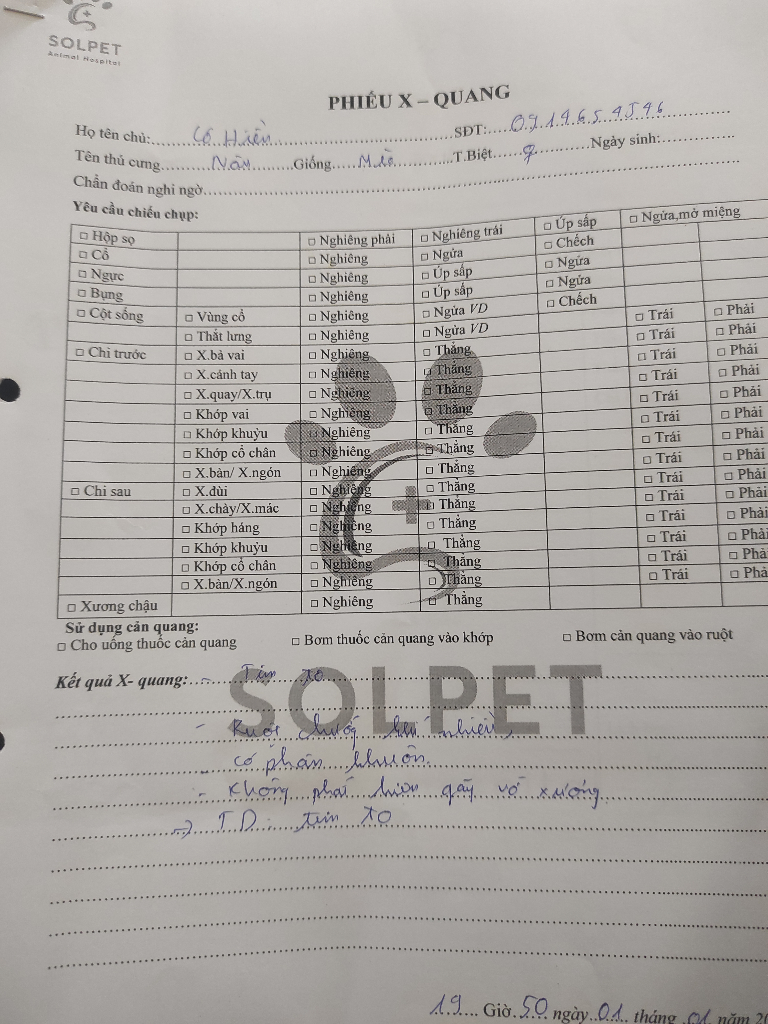 SOLPET
Animal Hospital
PHIẾU X – QUANG
Họ tên chủ: Cô Hiền SĐT: 0919659596
Tên thú cưng Nâu Giống Mèo T.Biệt ♀ Ngày sinh:
Chẩn đoán nghi ngờ
Yêu cầu chiếu chụp:
□ Hộp sọ □ Nghiêng phải □ Nghiêng trái □ Úp sấp □ Ngửa,mở miệng
□ Cổ □ Nghiêng □ Ngửa □ Chếch
□ Ngực □ Nghiêng □ Úp sấp □ Ngửa
□ Bụng □ Nghiêng □ Úp sấp □ Ngửa
□ Cột sống □ Vùng cổ □ Nghiêng □ Ngửa VD □ Chếch □ Trái □ Phải
□ Thắt lưng □ Nghiêng □ Ngửa VD □ Trái □ Phải
□ Chi trước □ X.bả vai □ Nghiêng □ Thẳng □ Trái □ Phải
□ X.cánh tay □ Nghiêng □ Thẳng □ Trái □ Phải
□ X.quay/X.trụ □ Nghiêng □ Thẳng □ Trái □ Phải
□ Khớp vai □ Nghiêng □ Thẳng □ Trái □ Phải
□ Khớp khuỷu □ Nghiêng □ Thẳng □ Trái □ Phải
□ Khớp cổ chân □ Nghiêng □ Thẳng □ Trái □ Phải
□ X.bàn/ X.ngón □ Nghiêng □ Thẳng □ Trái □ Phải
□ Chi sau □ X.đùi □ Nghiêng □ Thẳng □ Trái □ Phải
□ X.chày/X.mác □ Nghiêng □ Thẳng □ Trái □ Phải
□ Khớp háng □ Nghiêng □ Thẳng □ Trái □ Phải
□ Khớp khuỷu □ Nghiêng □ Thẳng □ Trái □ Phải
□ Khớp cổ chân □ Nghiêng □ Thẳng □ Trái □ Phả
□ X.bàn/X.ngón □ Nghiêng □ Thẳng □ Trái □ Phả
□ Xương chậu □ Nghiêng □ Thẳng
Sử dụng cản quang:
□ Cho uống thuốc cản quang □ Bơm thuốc cản quang vào khớp □ Bơm cản quang vào ruột
Kết quả X- quang: - Tim to
SOLPET
- Ruột chướng hơi nhiều,
có phân khuôn.
- Không phát hiện gãy vỡ xương
=> TD: tim to
19 Giờ 50 ngày 01 tháng 01 năm 20